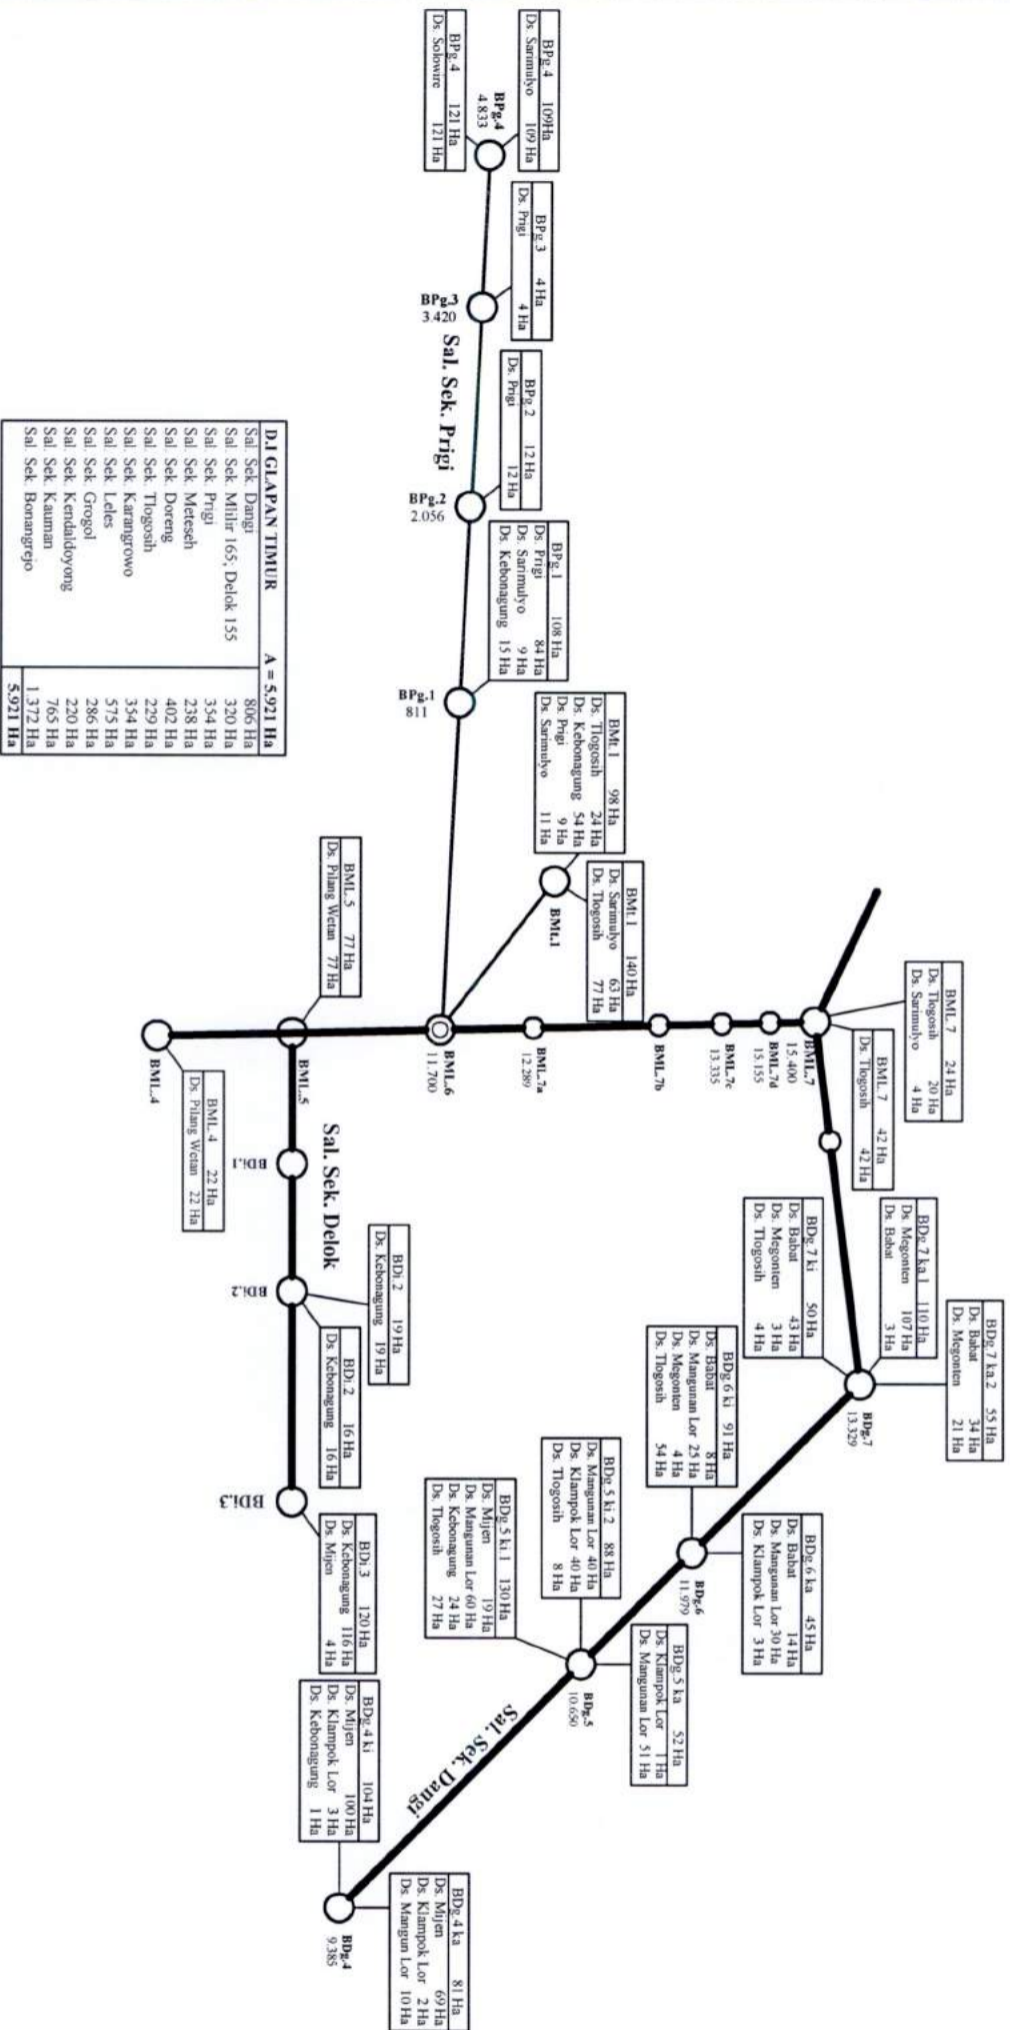 BPg.4 109Ha
Ds. Sarimulyo 109 Ha
BPg.4
4.833
BPg.4 121 Ha
Ds. Solowire 121 Ha
BPg.3 4 Ha
Ds. Prigi 4 Ha
BPg.3
3.420
Sal. Sek. Prigi
BPg.2 12 Ha
Ds. Prigi 12 Ha
BPg.2
2.056
BPg.1 108 Ha
Ds. Prigi 84 Ha
Ds. Sarimulyo 9 Ha
Ds. Kebonagung 15 Ha
BPg.1
811
BMt.1 98 Ha
Ds. Tlogosih 24 Ha
Ds. Kebonagung 54 Ha
Ds. Prigi 9 Ha
Ds. Sarimulyo 11 Ha
BMt.1 140 Ha
Ds. Sarimulyo 63 Ha
Ds. Tlogosih 77 Ha
BMt.1
BML.7 24 Ha
Ds. Tlogosih 20 Ha
Ds. Sarimulyo 4 Ha
BML.7 42 Ha
Ds. Tlogosih 42 Ha
BML.7
15.400
BML.7d
15.155
BML.7c
13.335
BML.7b
BML.7a
12.289
BML.6
11.700
BML.5 77 Ha
Ds. Pilang Wetan 77 Ha
BML.5
BML.4
BML.4 22 Ha
Ds. Pilang Wetan 22 Ha
Sal. Sek. Delok
BDi.1
BDi.2
BDi.2 19 Ha
Ds. Kebonagung 19 Ha
BDi.2 16 Ha
Ds. Kebonagung 16 Ha
BDi.3
BDi.3 120 Ha
Ds. Kebonagung 116 Ha
Ds. Mijen 4 Ha
BDg.7 ka.1 110 Ha
Ds. Megonten 107 Ha
Ds. Babat 3 Ha
BDg.7 ka.2 55 Ha
Ds. Babat 34 Ha
Ds. Megonten 21 Ha
BDg.7 ki 50 Ha
Ds. Babat 43 Ha
Ds. Megonten 3 Ha
Ds. Tlogosih 4 Ha
BDg.7
13.329
BDg.6 ki 91 Ha
Ds. Babat 8 Ha
Ds. Mangunan Lor 25 Ha
Ds. Megonten 4 Ha
Ds. Tlogosih 54 Ha
BDg.6 ka 45 Ha
Ds. Babat 14 Ha
Ds. Mangunan Lor 30 Ha
Ds. Klampok Lor 3 Ha
BDg.6
11.979
BDg.5 ki.2 88 Ha
Ds. Mangunan Lor 40 Ha
Ds. Klampok Lor 40 Ha
Ds. Tlogosih 8 Ha
BDg.5 ki.1 130 Ha
Ds. Mijen 19 Ha
Ds. Mangunan Lor 60 Ha
Ds. Kebonagung 24 Ha
Ds. Tlogosih 27 Ha
BDg.5 ka 52 Ha
Ds. Klampok Lor 1 Ha
Ds. Mangunan Lor 51 Ha
BDg.5
10.650
Sal. Sek. Dangi
BDg.4 ki 104 Ha
Ds. Mijen 100 Ha
Ds. Klampok Lor 3 Ha
Ds. Kebonagung 1 Ha
BDg.4 ka 81 Ha
Ds. Mijen 69 Ha
Ds. Klampok Lor 2 Ha
Ds. Mangun Lor 10 Ha
BDg.4
9.385
D.I GLAPAN TIMUR A = 5.921 Ha
Sal. Sek. Dangi 806 Ha
Sal. Sek. Mlilir 165; Delok 155 320 Ha
Sal. Sek. Prigi 354 Ha
Sal. Sek. Meteseh 238 Ha
Sal. Sek. Doreng 402 Ha
Sal. Sek. Tlogosih 229 Ha
Sal. Sek. Karangrowo 354 Ha
Sal. Sek. Leles 575 Ha
Sal. Sek. Grogol 286 Ha
Sal. Sek. Kendaldoyong 220 Ha
Sal. Sek. Kauman 765 Ha
Sal. Sek. Bonangrejo 1.372 Ha
5.921 Ha